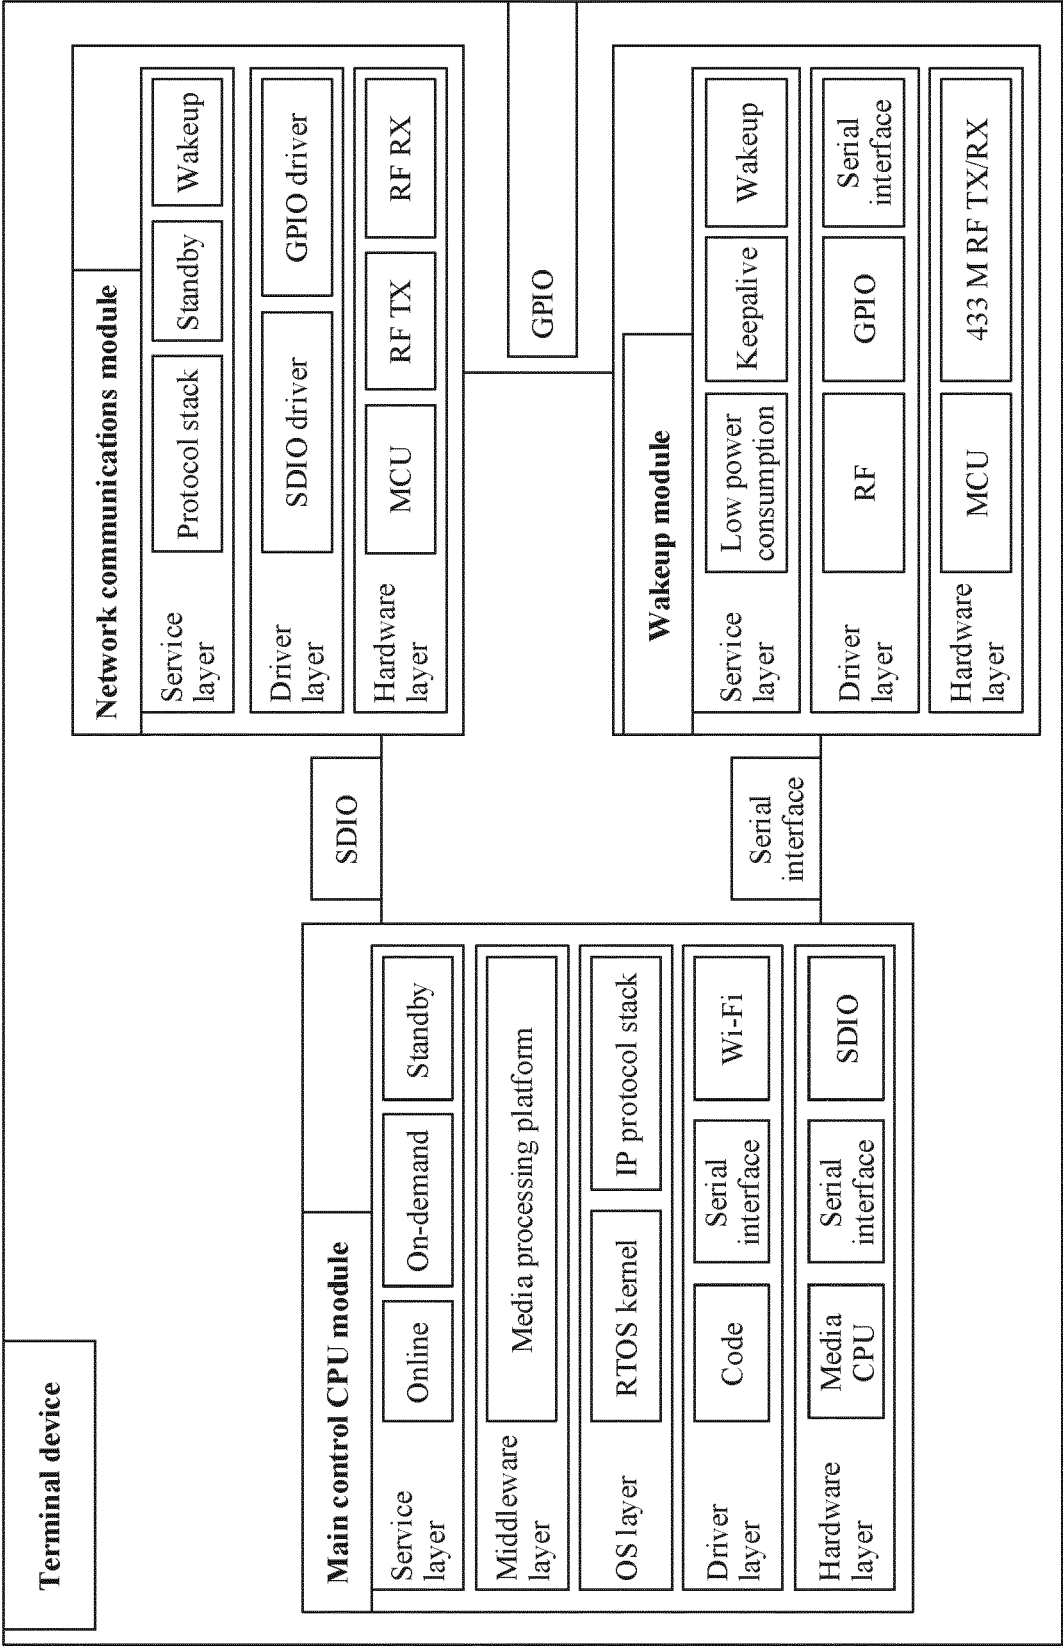 Terminal device
Main control CPU module
Service
layer
Online
On-demand
Standby
Middleware
layer
Media processing platform
OS layer
RTOS kernel
IP protocol stack
Driver
layer
Code
Serial
interface
Wi-Fi
Hardware
layer
Media
CPU
Serial
interface
SDIO
SDIO
Serial
interface
Network communications module
Service
layer
Protocol stack
Standby
Wakeup
Driver
layer
SDIO driver
GPIO driver
Hardware
layer
MCU
RF TX
RF RX
GPIO
Wakeup module
Service
layer
Low power
consumption
Keepalive
Wakeup
Driver
layer
RF
GPIO
Serial
interface
Hardware
layer
MCU
433 M RF TX/RX